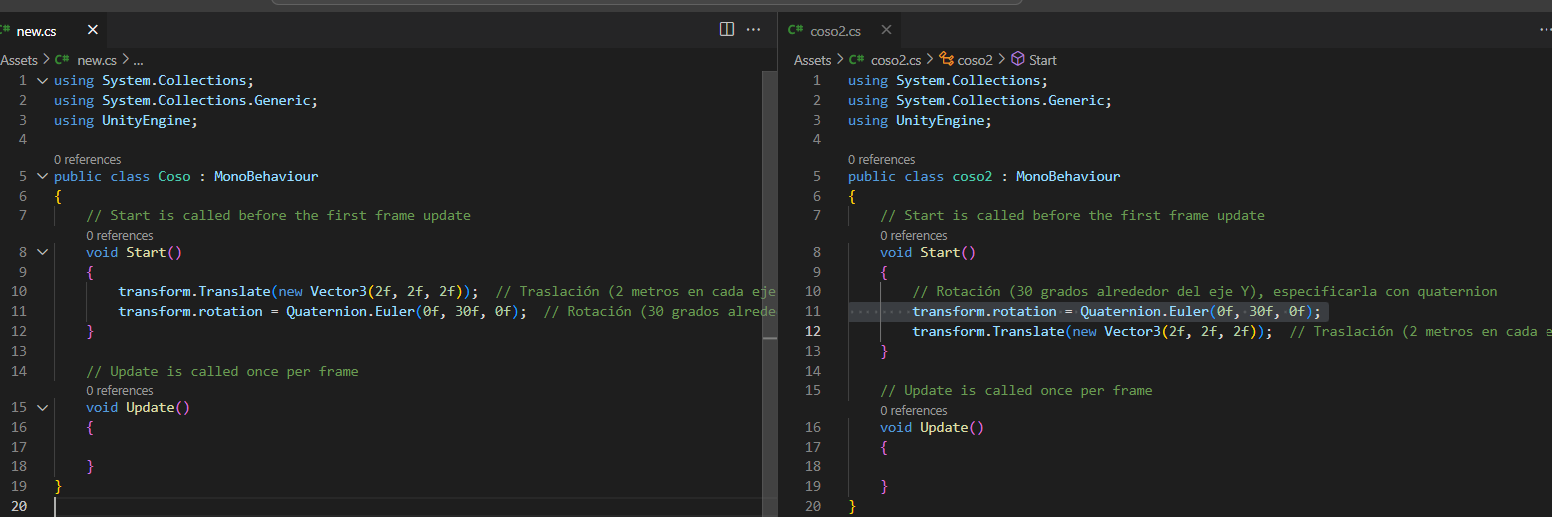 new.cs
Assets > C# new.cs > ...
1 using System.Collections;
2 using System.Collections.Generic;
3 using UnityEngine;
4
0 references
5 public class Coso : MonoBehaviour
6 {
7 // Start is called before the first frame update
0 references
8 void Start()
9 {
10 transform.Translate(new Vector3(2f, 2f, 2f)); // Traslación (2 metros en cada eje
11 transform.rotation = Quaternion.Euler(0f, 30f, 0f); // Rotación (30 grados alrede
12 }
13
14 // Update is called once per frame
0 references
15 void Update()
16 {
17
18 }
19 }
20
C# coso2.cs
Assets > C# coso2.cs > coso2 > Start
1 using System.Collections;
2 using System.Collections.Generic;
3 using UnityEngine;
4
0 references
5 public class coso2 : MonoBehaviour
6 {
7 // Start is called before the first frame update
0 references
8 void Start()
9 {
10 // Rotación (30 grados alrededor del eje Y), especificarla con quaternion
11 transform.rotation = Quaternion.Euler(0f, 30f, 0f);
12 transform.Translate(new Vector3(2f, 2f, 2f)); // Traslación (2 metros en cada e
13 }
14
15 // Update is called once per frame
0 references
16 void Update()
17 {
18
19 }
20 }